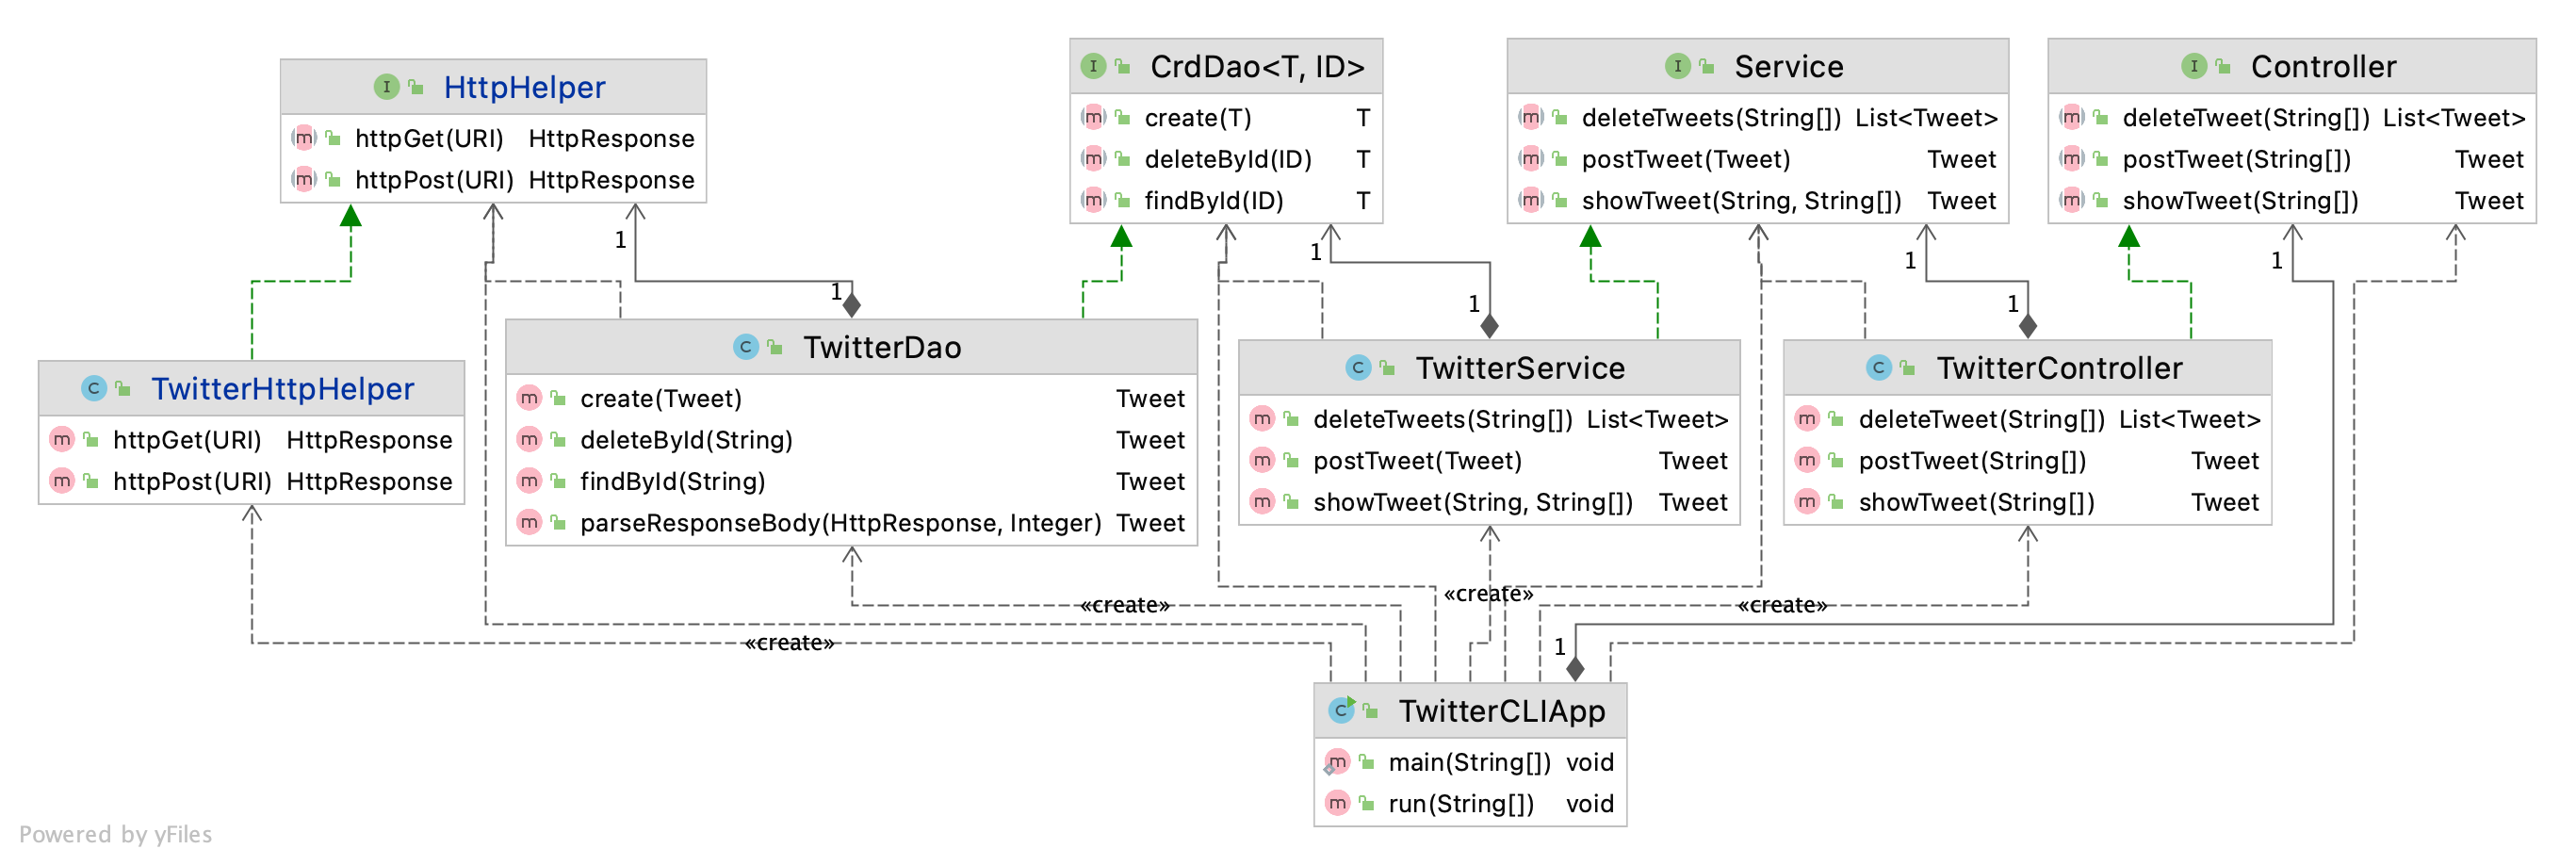 HttpHelper
httpGet(URI) HttpResponse
httpPost(URI) HttpResponse
CrdDao<T, ID>
create(T) T
deleteById(ID) T
findById(ID) T
Service
deleteTweets(String[]) List<Tweet>
postTweet(Tweet) Tweet
showTweet(String, String[]) Tweet
Controller
deleteTweet(String[]) List<Tweet>
postTweet(String[]) Tweet
showTweet(String[]) Tweet
1
1
1
1
1
1
1
TwitterHttpHelper
httpGet(URI) HttpResponse
httpPost(URI) HttpResponse
TwitterDao
create(Tweet) Tweet
deleteById(String) Tweet
findById(String) Tweet
parseResponseBody(HttpResponse, Integer) Tweet
TwitterService
deleteTweets(String[]) List<Tweet>
postTweet(Tweet) Tweet
showTweet(String, String[]) Tweet
TwitterController
deleteTweet(String[]) List<Tweet>
postTweet(String[]) Tweet
showTweet(String[]) Tweet
«create»
«create»
«create»
«create»
1
TwitterCLIApp
main(String[]) void
run(String[]) void
Powered by yFiles